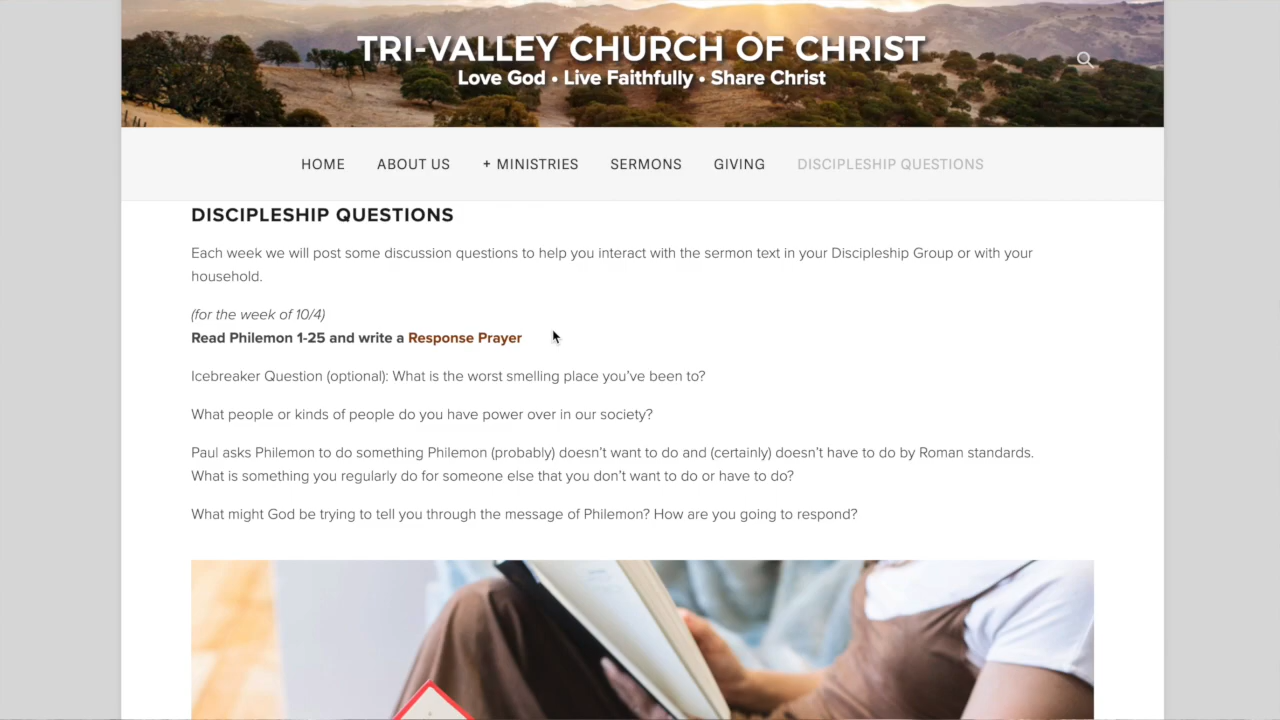 TRI-VALLEY CHURCH OF CHRIST
Love God • Live Faithfully • Share Christ
HOME ABOUT US + MINISTRIES SERMONS GIVING DISCIPLESHIP QUESTIONS
DISCIPLESHIP QUESTIONS
Each week we will post some discussion questions to help you interact with the sermon text in your Discipleship Group or with your
household.
(for the week of 10/4)
Read Philemon 1-25 and write a Response Prayer
Icebreaker Question (optional): What is the worst smelling place you’ve been to?
What people or kinds of people do you have power over in our society?
Paul asks Philemon to do something Philemon (probably) doesn’t want to do and (certainly) doesn’t have to do by Roman standards.
What is something you regularly do for someone else that you don’t want to do or have to do?
What might God be trying to tell you through the message of Philemon? How are you going to respond?